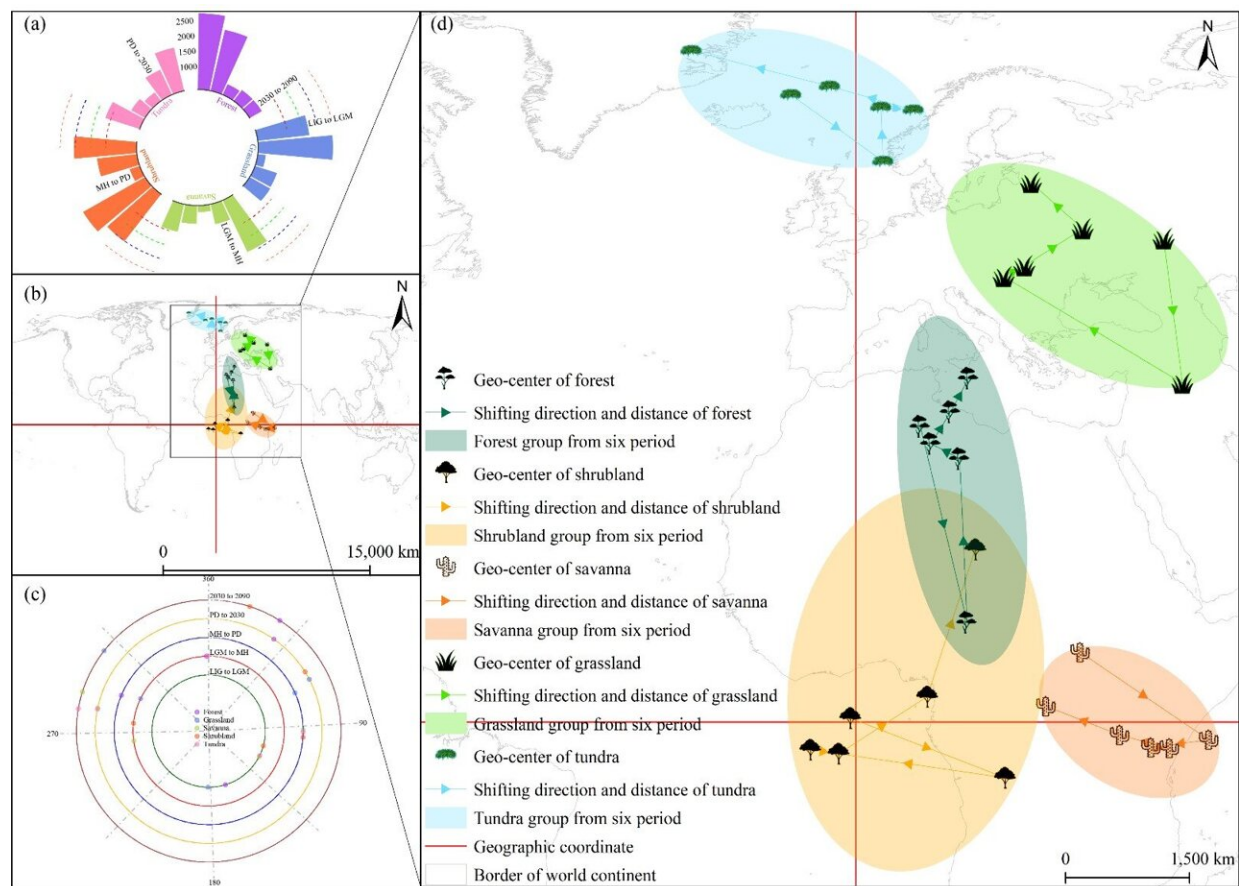 (a)
2500
2000
1500
1000
PD to 2030
2030 to 2090
LIG to LGM
LGM to MH
MH to PD
Forest
Grassland
Savanna
Shrubland
Tundra
(b)
N
0
15,000 km
(c)
360
2030 to 2090
PD to 2030
MH to PD
LGM to MH
LIG to LGM
Forest
Grassland
Savanna
Shrubland
Tundra
270
90
180
(d)
N
Geo-center of forest
Shifting direction and distance of forest
Forest group from six period
Geo-center of shrubland
Shifting direction and distance of shrubland
Shrubland group from six period
Geo-center of savanna
Shifting direction and distance of savanna
Savanna group from six period
Geo-center of grassland
Shifting direction and distance of grassland
Grassland group from six period
Geo-center of tundra
Shifting direction and distance of tundra
Tundra group from six period
Geographic coordinate
Border of world continent
0
1,500 km